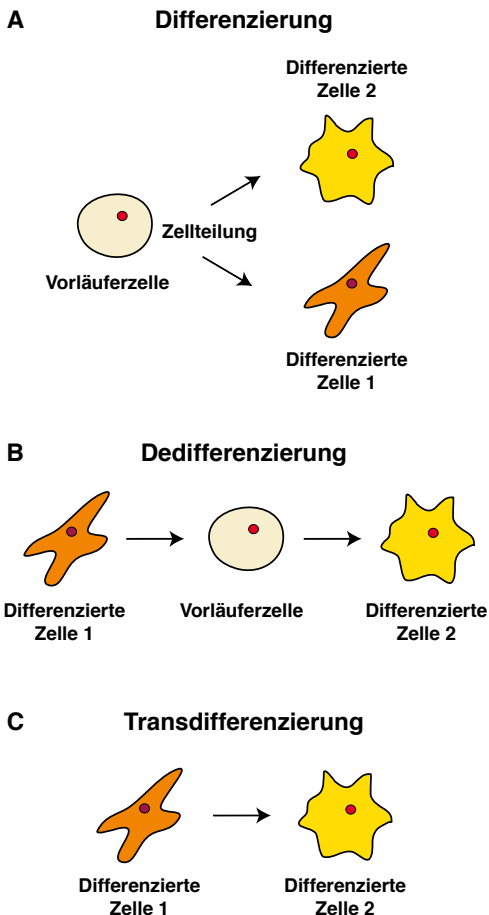 A Differenzierung
Differenzierte
Zelle 2
Zellteilung
Vorläuferzelle
Differenzierte
Zelle 1
B Dedifferenzierung
Differenzierte
Zelle 1
Vorläuferzelle
Differenzierte
Zelle 2
C Transdifferenzierung
Differenzierte
Zelle 1
Differenzierte
Zelle 2